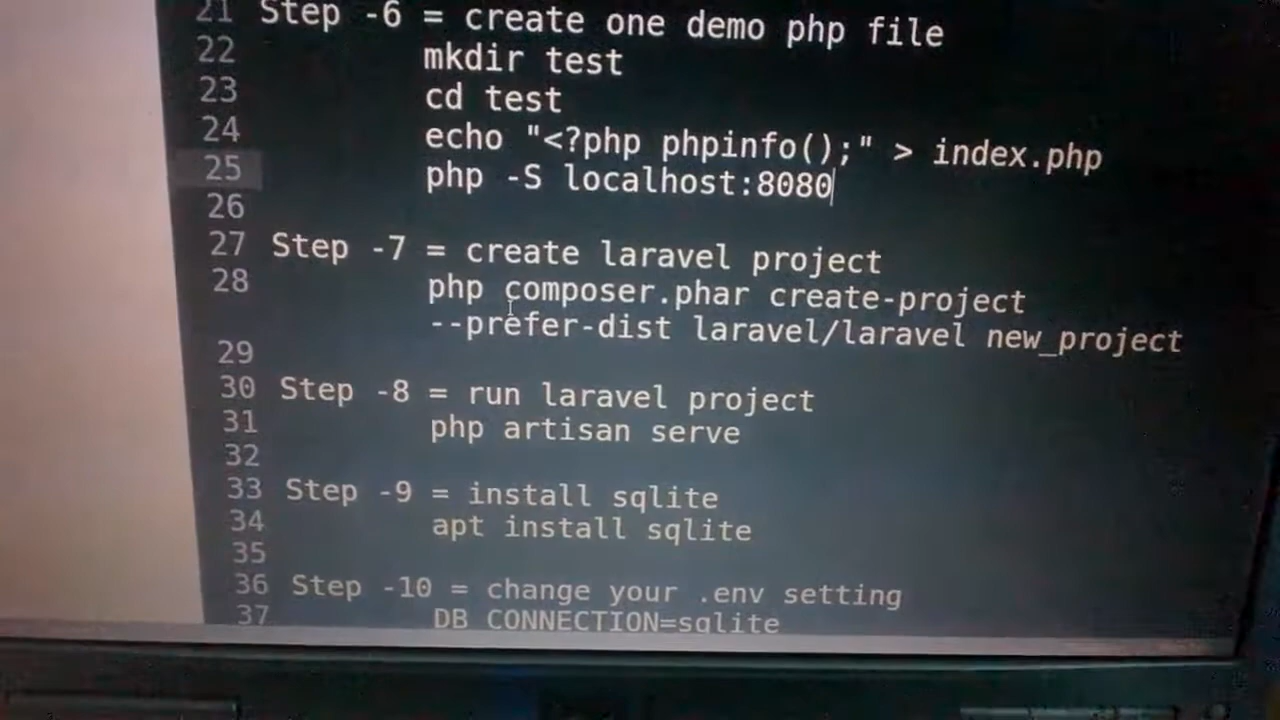 21 Step -6 = create one demo php file
22 mkdir test
23 cd test
24 echo "<?php phpinfo();" > index.php
25 php -S localhost:8080
26
27 Step -7 = create laravel project
28 php composer.phar create-project
--prefer-dist laravel/laravel new_project
29
30 Step -8 = run laravel project
31 php artisan serve
32
33 Step -9 = install sqlite
34 apt install sqlite
35
36 Step -10 = change your .env setting
37 DB_CONNECTION=sqlite